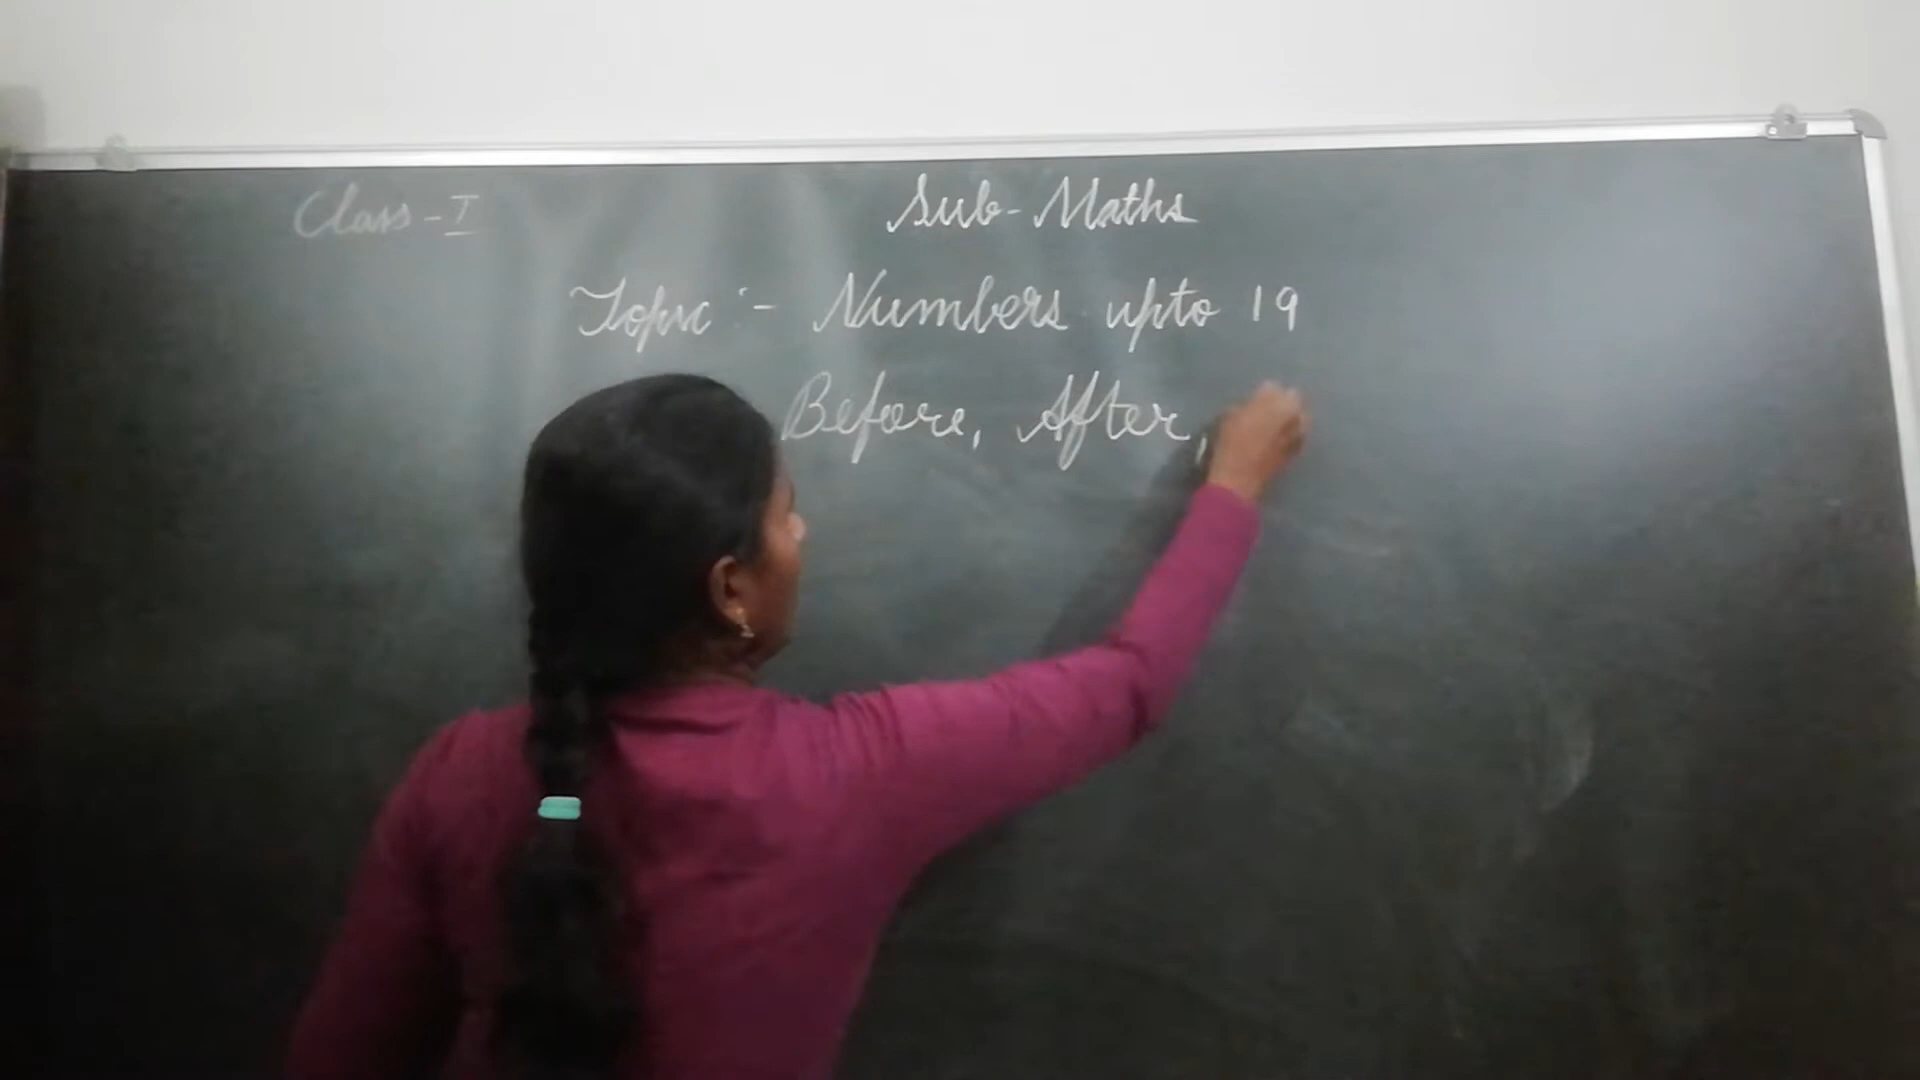 Class - I
Sub - Maths
Topic :- Numbers upto 19
Before, After,